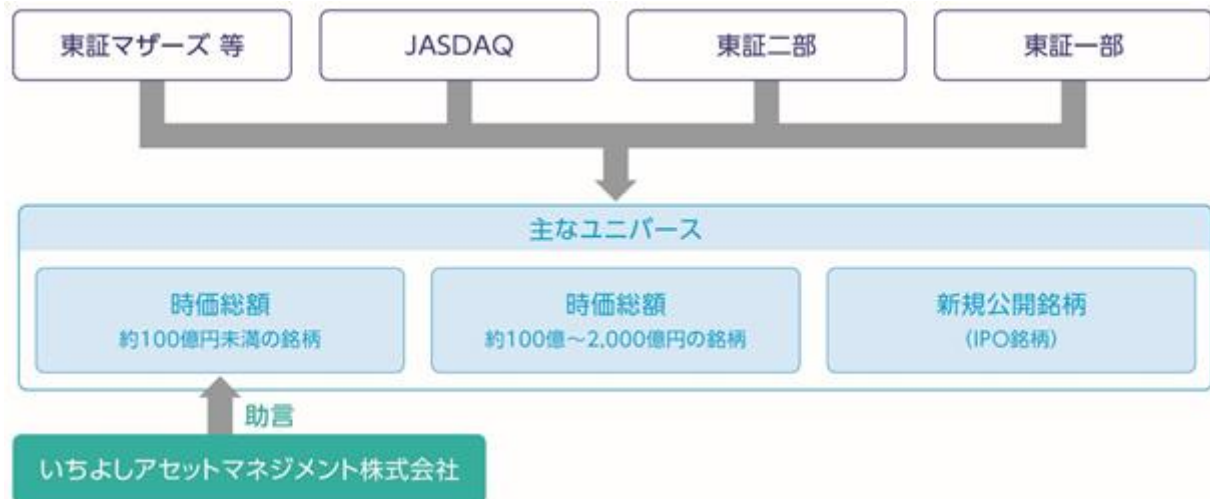 東証マザーズ 等
JASDAQ
東証二部
東証一部
主なユニバース
時価総額
約100億円未満の銘柄
時価総額
約100億～2,000億円の銘柄
新規公開銘柄
(IPO銘柄)
助言
いちよしアセットマネジメント株式会社